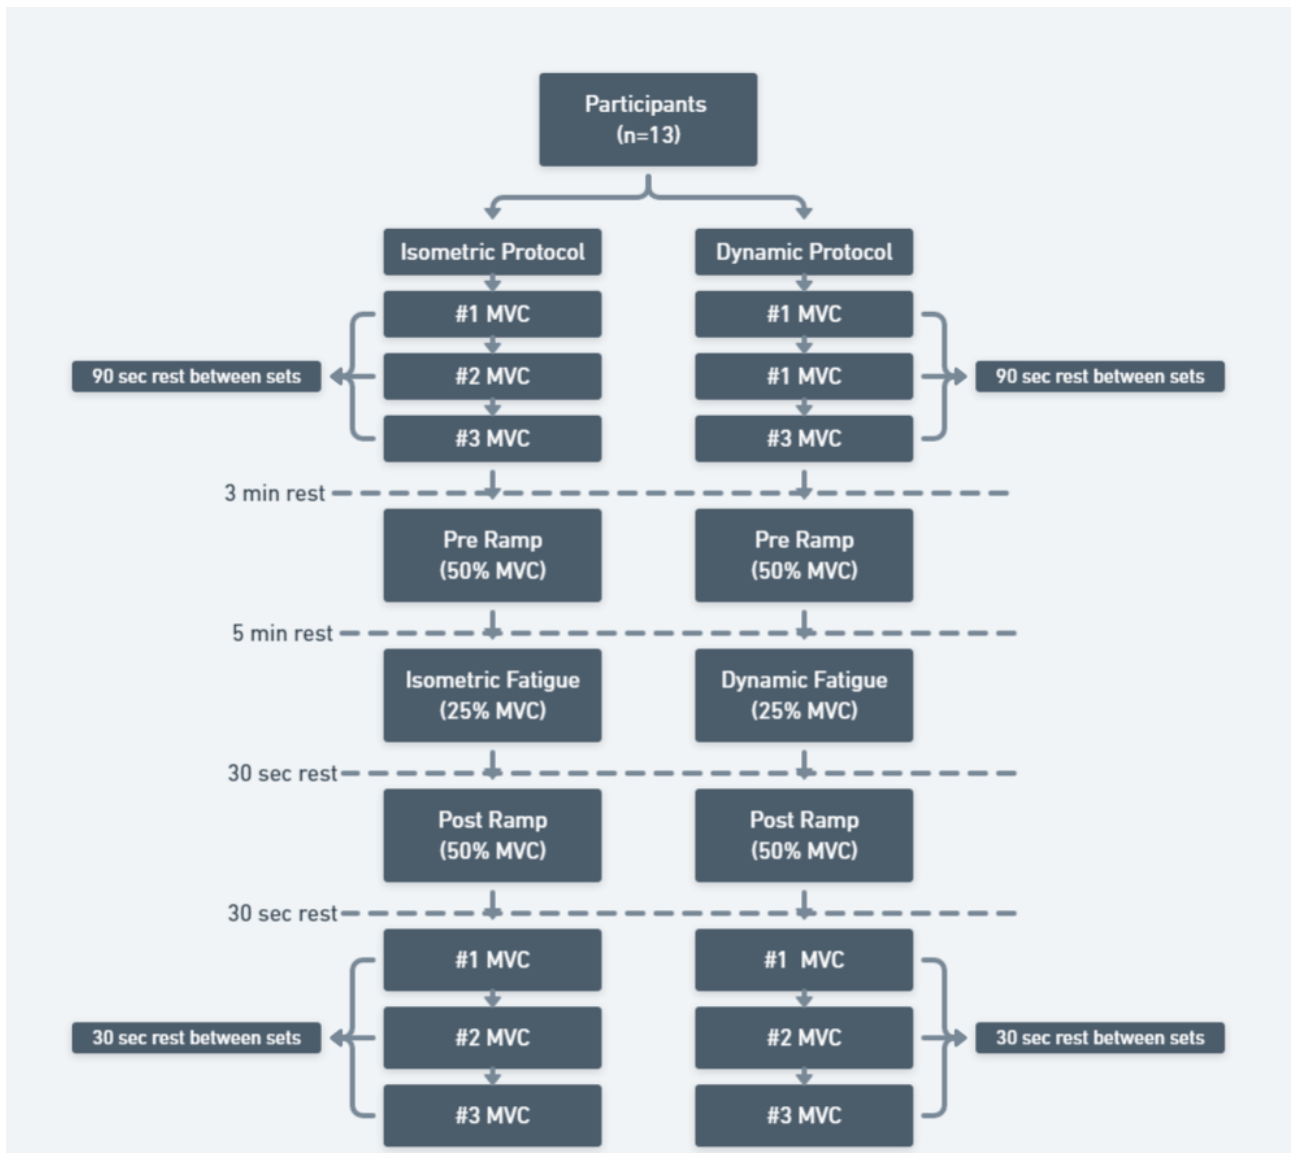 Participants
(n=13)
Isometric Protocol
Dynamic Protocol
#1 MVC
#1 MVC
90 sec rest between sets
#2 MVC
#1 MVC
90 sec rest between sets
#3 MVC
#3 MVC
3 min rest
Pre Ramp
(50% MVC)
Pre Ramp
(50% MVC)
5 min rest
Isometric Fatigue
(25% MVC)
Dynamic Fatigue
(25% MVC)
30 sec rest
Post Ramp
(50% MVC)
Post Ramp
(50% MVC)
30 sec rest
#1 MVC
#1 MVC
30 sec rest between sets
#2 MVC
#2 MVC
30 sec rest between sets
#3 MVC
#3 MVC